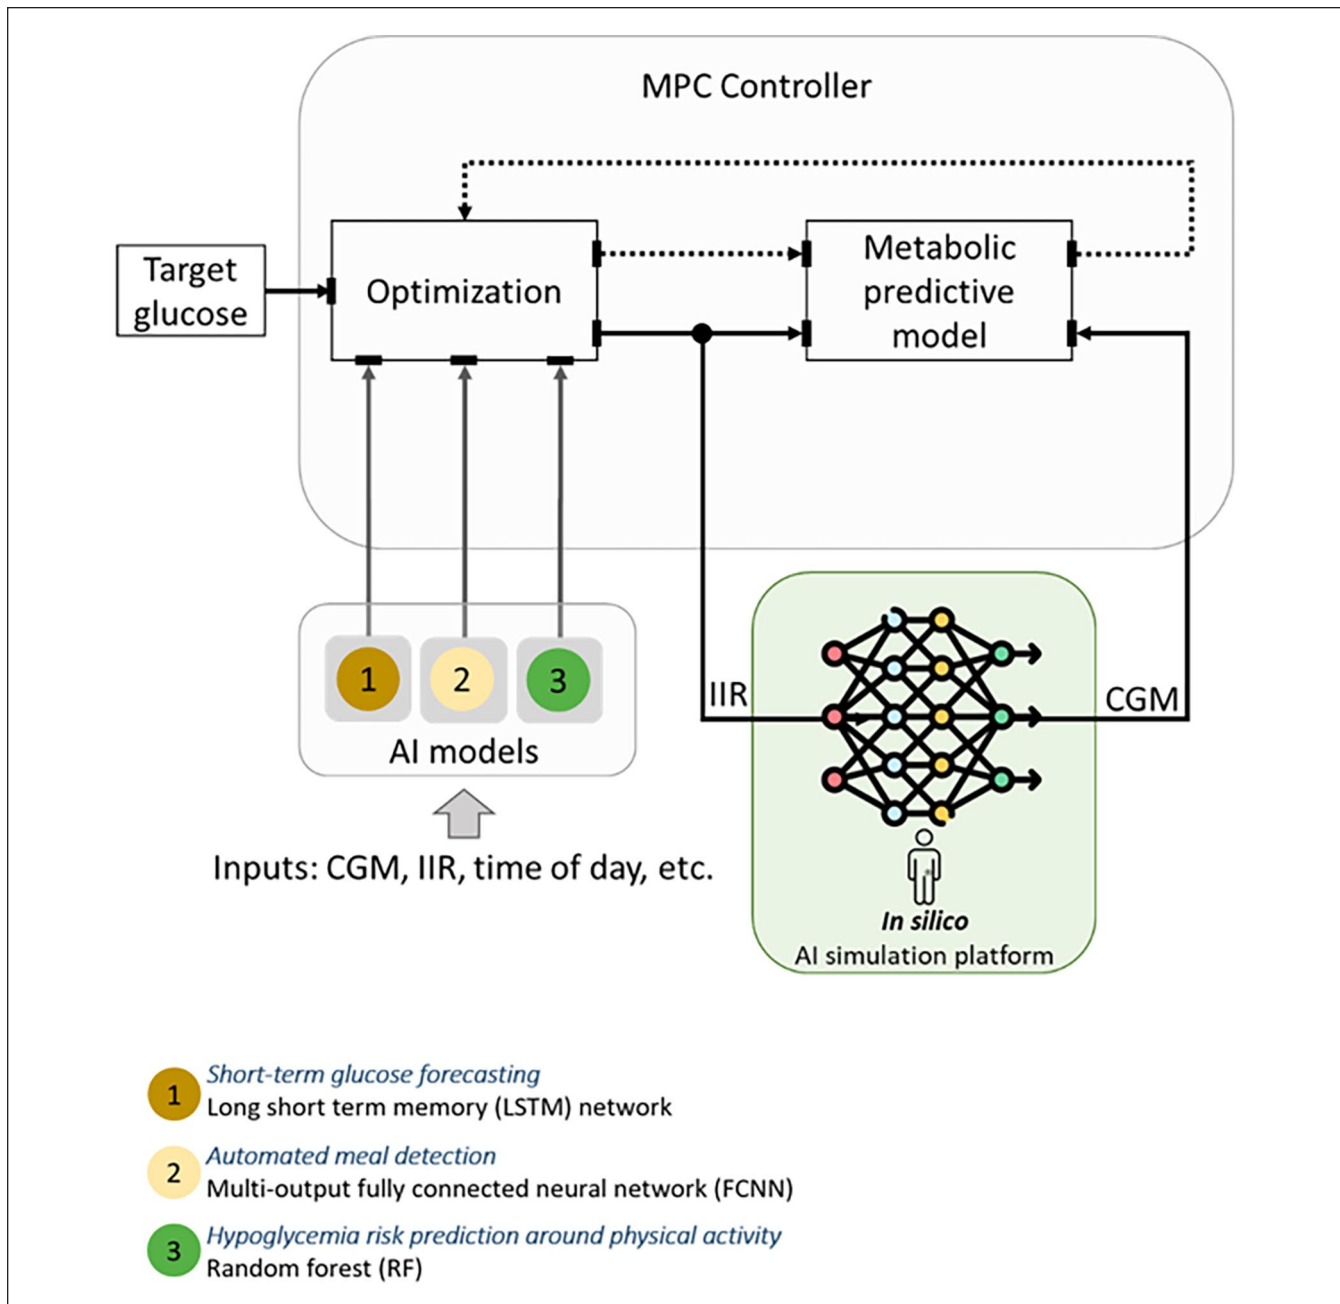 MPC Controller
Target
glucose
Optimization
Metabolic
predictive
model
1
2
3
AI models
IIR
CGM
Inputs: CGM, IIR, time of day, etc.
In silico
AI simulation platform
1
Short-term glucose forecasting
Long short term memory (LSTM) network
2
Automated meal detection
Multi-output fully connected neural network (FCNN)
3
Hypoglycemia risk prediction around physical activity
Random forest (RF)